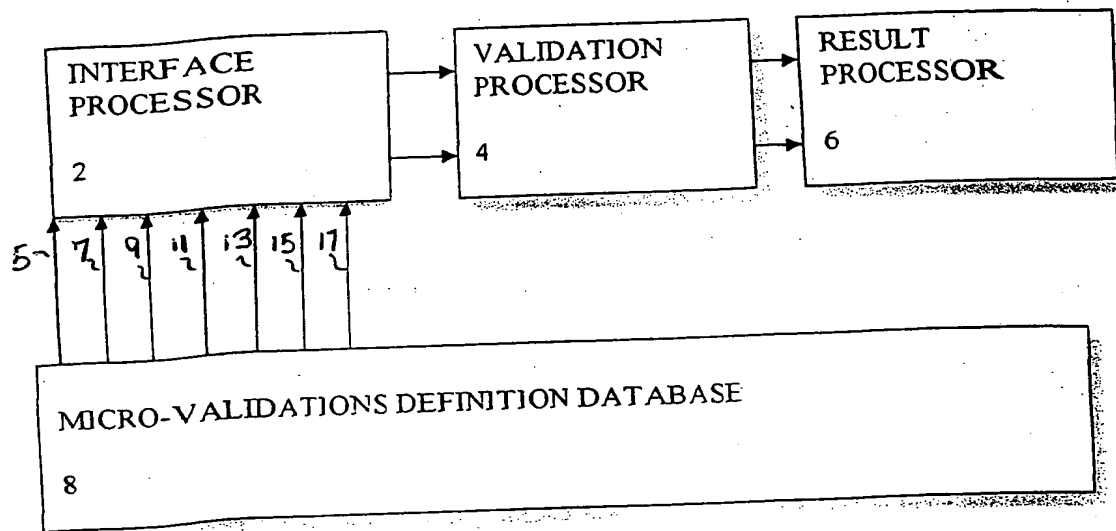 INTERFACE
PROCESSOR
2
VALIDATION
PROCESSOR
4
RESULT
PROCESSOR
6
5 7 9 11 13 15 17
MICRO-VALIDATIONS DEFINITION DATABASE
8